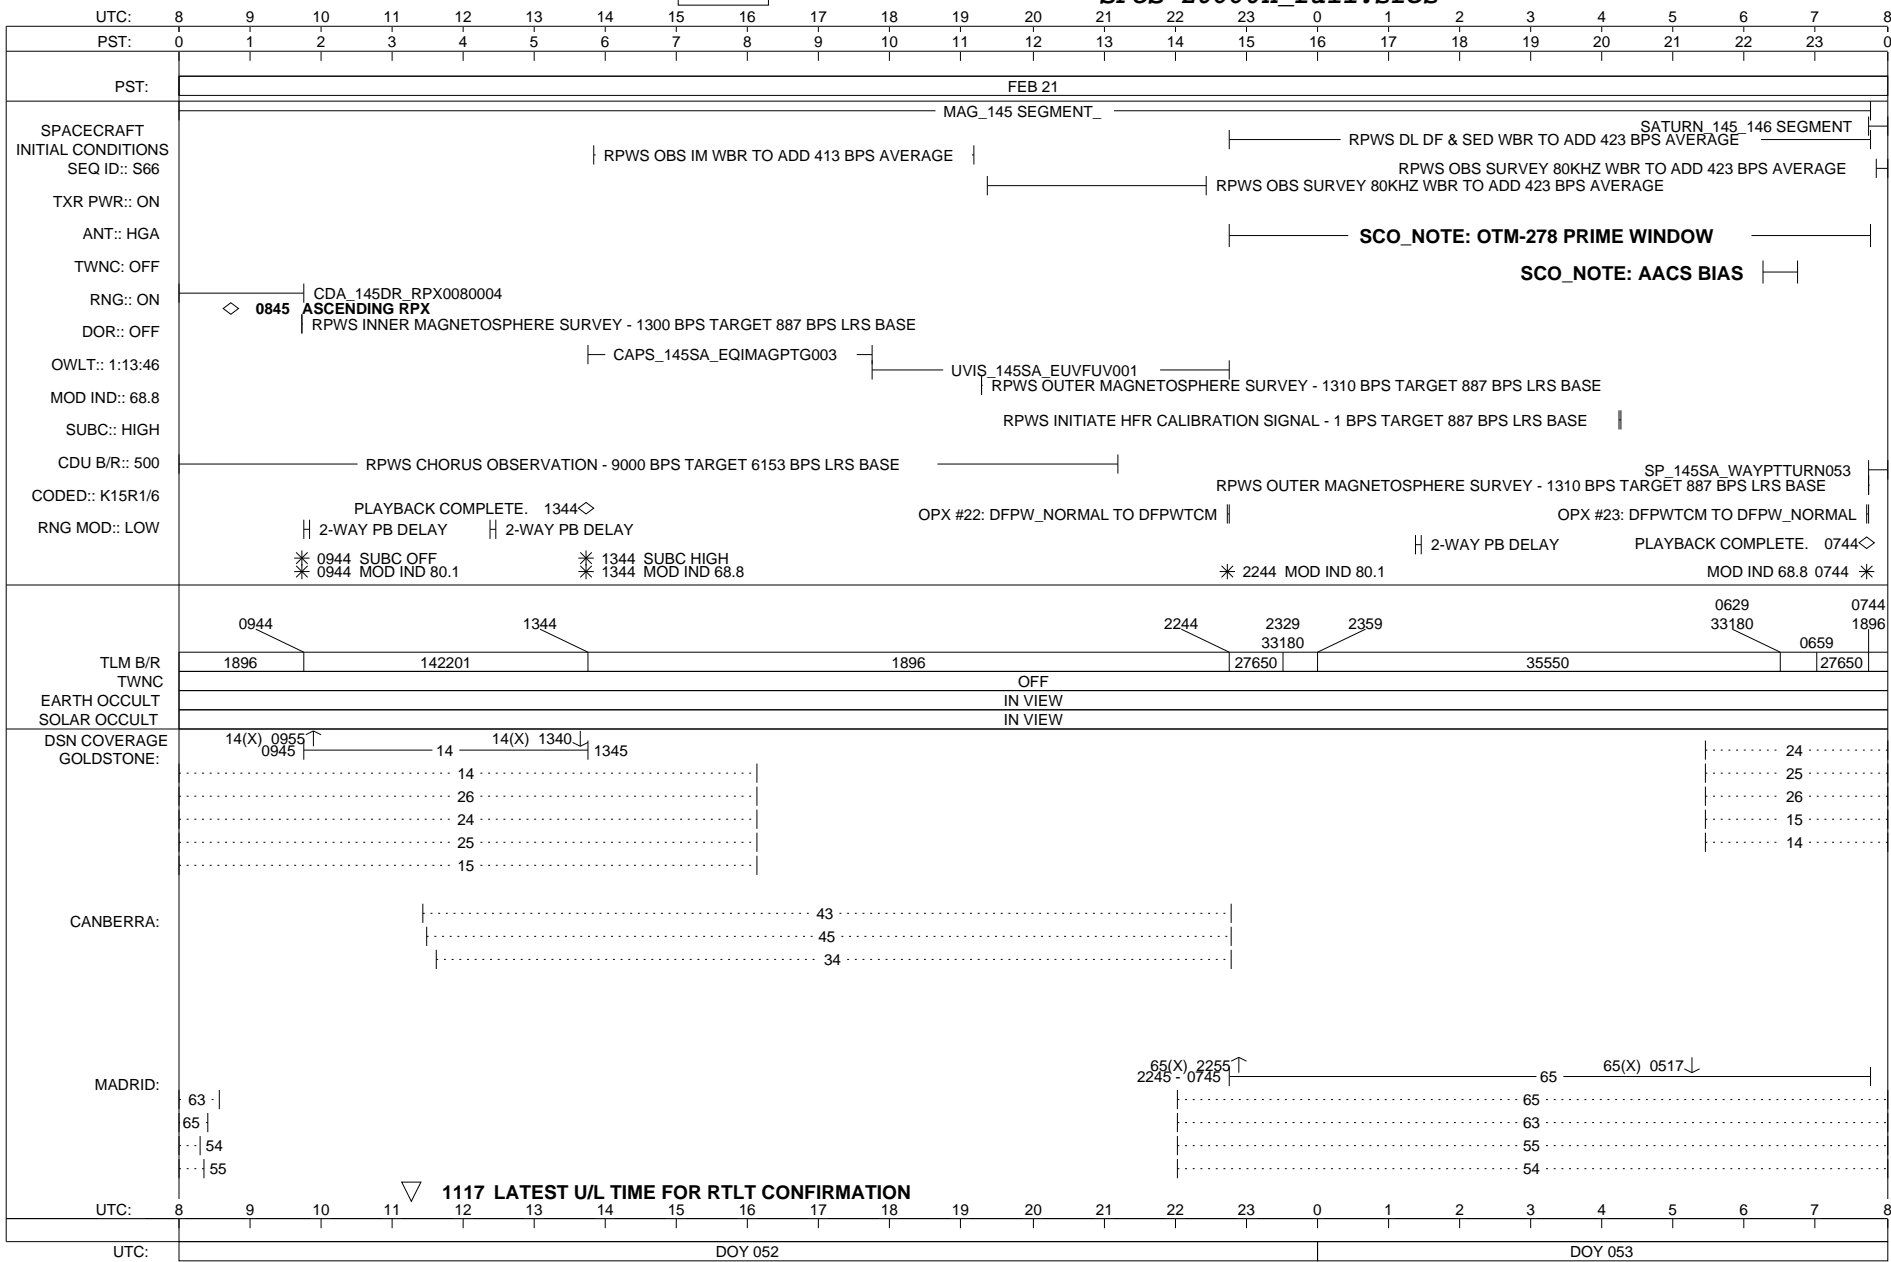 UTC: 8 9 10 11 12 13 14 15 16 17 18 19 20 21 22 23 0 1 2 3 4 5 6 7 8
PST: 0 1 2 3 4 5 6 7 8 9 10 11 12 13 14 15 16 17 18 19 20 21 22 23 0
PST: FEB 21
MAG_145 SEGMENT_
SPACECRAFT
SATURN_145_146 SEGMENT
INITIAL CONDITIONS
RPWS DL DF & SED WBR TO ADD 423 BPS AVERAGE
RPWS OBS IM WBR TO ADD 413 BPS AVERAGE
SEQ ID:: S66
RPWS OBS SURVEY 80KHZ WBR TO ADD 423 BPS AVERAGE
RPWS OBS SURVEY 80KHZ WBR TO ADD 423 BPS AVERAGE
TXR PWR:: ON
ANT:: HGA
SCO_NOTE: OTM-278 PRIME WINDOW
TWNC: OFF
SCO_NOTE: AACS BIAS
RNG:: ON
CDA_145DR_RPX0080004
0845 ASCENDING RPX
DOR:: OFF
RPWS INNER MAGNETOSPHERE SURVEY - 1300 BPS TARGET 887 BPS LRS BASE
CAPS_145SA_EQIMAGPTG003
OWLT:: 1:13:46
UVIS_145SA_EUVFUV001
RPWS OUTER MAGNETOSPHERE SURVEY - 1310 BPS TARGET 887 BPS LRS BASE
MOD IND:: 68.8
RPWS INITIATE HFR CALIBRATION SIGNAL - 1 BPS TARGET 887 BPS LRS BASE
SUBC:: HIGH
CDU B/R:: 500
RPWS CHORUS OBSERVATION - 9000 BPS TARGET 6153 BPS LRS BASE
SP_145SA_WAYPTTURN053
RPWS OUTER MAGNETOSPHERE SURVEY - 1310 BPS TARGET 887 BPS LRS BASE
CODED:: K15R1/6
PLAYBACK COMPLETE. 1344
OPX #22: DFPW_NORMAL TO DFPWTCM
OPX #23: DFPWTCM TO DFPW_NORMAL
RNG MOD:: LOW
2-WAY PB DELAY
2-WAY PB DELAY
2-WAY PB DELAY
PLAYBACK COMPLETE. 0744
0944 SUBC OFF
1344 SUBC HIGH
0944 MOD IND 80.1
1344 MOD IND 68.8
2244 MOD IND 80.1
MOD IND 68.8 0744
0629 0744
0944 1344 2244 2329 2359 33180 1896
33180 0659
TLM B/R 1896 142201 1896 27650 35550 27650
TWNC OFF
EARTH OCCULT IN VIEW
SOLAR OCCULT IN VIEW
DSN COVERAGE
14(X) 0955 14(X) 1340
GOLDSTONE: 0945 14 1345 24
14 25
26 26
24 15
25 14
15
CANBERRA: 43
45
34
65(X) 2255 65(X) 0517
MADRID: 2245 - 0745 65
63 65
65 63
54 55
55 54
1117 LATEST U/L TIME FOR RTLT CONFIRMATION
UTC: 8 9 10 11 12 13 14 15 16 17 18 19 20 21 22 23 0 1 2 3 4 5 6 7 8
UTC: DOY 052 DOY 053